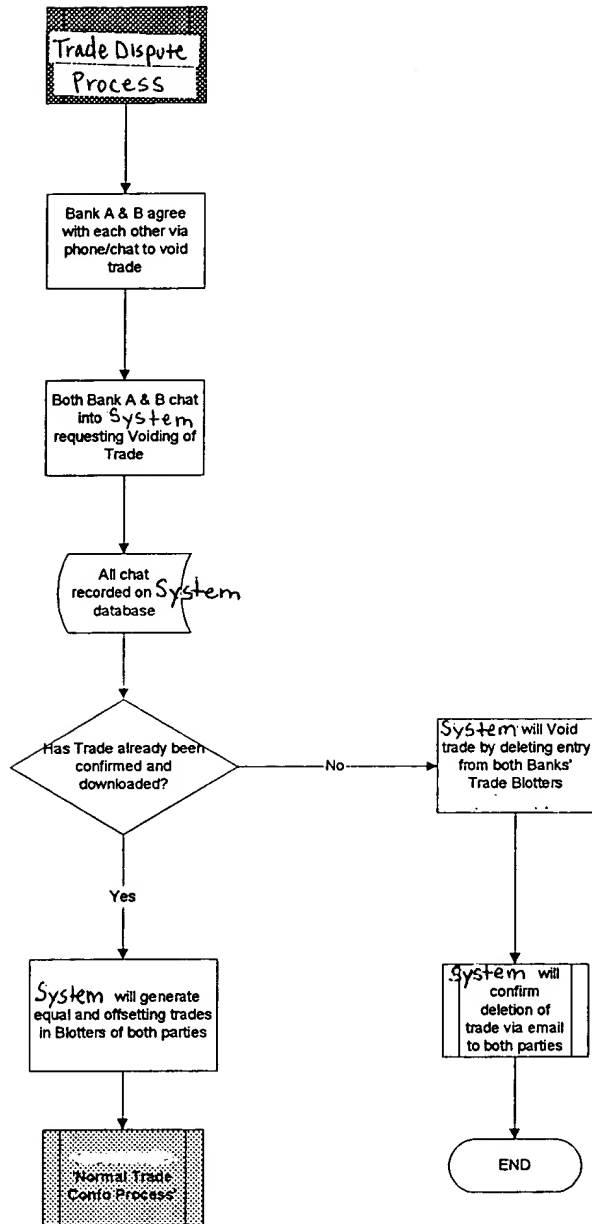 Trade Dispute
Process
Bank A & B agree
with each other via
phone/chat to void
trade
Both Bank A & B chat
into System
requesting Voiding of
Trade
All chat
recorded on System
database
Has Trade already been
confirmed and
downloaded?
No
System will Void
trade by deleting entry
from both Banks'
Trade Blotters
Yes
System will generate
equal and offsetting trades
in Blotters of both parties
System will
confirm
deletion of
trade via email
to both parties
'Normal Trade
Confo Process'
END